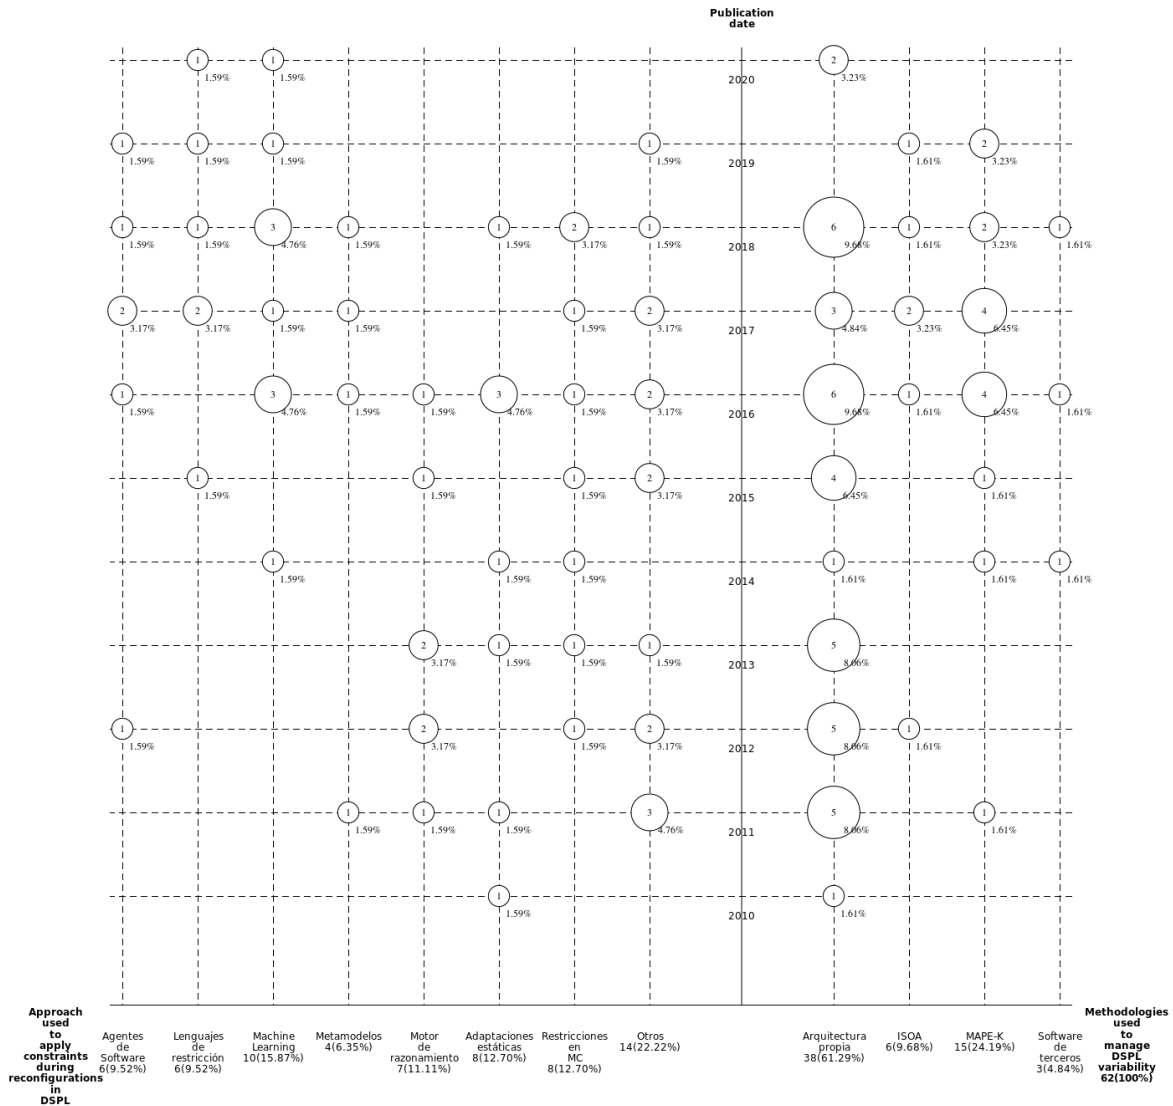 Publication
date
1 1 2
1.59% 1.59% 3.23%
2020
1 1 1 1 1 2
1.59% 1.59% 1.59% 1.59% 1.61% 3.23%
2019
1 1 3 1 1 2 1 6 1 2 1
1.59% 1.59% 4.76% 1.59% 1.59% 3.17% 1.59% 9.68% 1.61% 3.23% 1.61%
2018
2 2 1 1 1 2 3 2 4
3.17% 3.17% 1.59% 1.59% 1.59% 3.17% 4.84% 3.23% 6.45%
2017
1 3 1 1 3 1 2 6 1 4 1
1.59% 4.76% 1.59% 1.59% 4.76% 1.59% 3.17% 9.68% 1.61% 6.45% 1.61%
2016
1 1 1 2 4 1
1.59% 1.59% 1.59% 3.17% 6.45% 1.61%
2015
1 1 1 1 1 1
1.59% 1.59% 1.59% 1.61% 1.61% 1.61%
2014
2 1 1 1 5
3.17% 1.59% 1.59% 1.59% 8.06%
2013
1 2 1 2 5 1
1.59% 3.17% 1.59% 3.17% 8.06% 1.61%
2012
1 1 1 3 5 1
1.59% 1.59% 1.59% 4.76% 8.06% 1.61%
2011
1 1
1.59% 1.61%
2010
Approach
used
to
apply
constraints
during
reconfigurations
in
DSPL
Agentes
de
Software
6(9.52%)
Lenguajes
de
restricción
6(9.52%)
Machine
Learning
10(15.87%)
Metamodelos
4(6.35%)
Motor
de
razonamiento
7(11.11%)
Adaptaciones
estáticas
8(12.70%)
Restricciones
en
MC
8(12.70%)
Otros
14(22.22%)
Arquitectura
propia
38(61.29%)
ISOA
6(9.68%)
MAPE-K
15(24.19%)
Software
de
terceros
3(4.84%)
Methodologies
used
to
manage
DSPL
variability
62(100%)